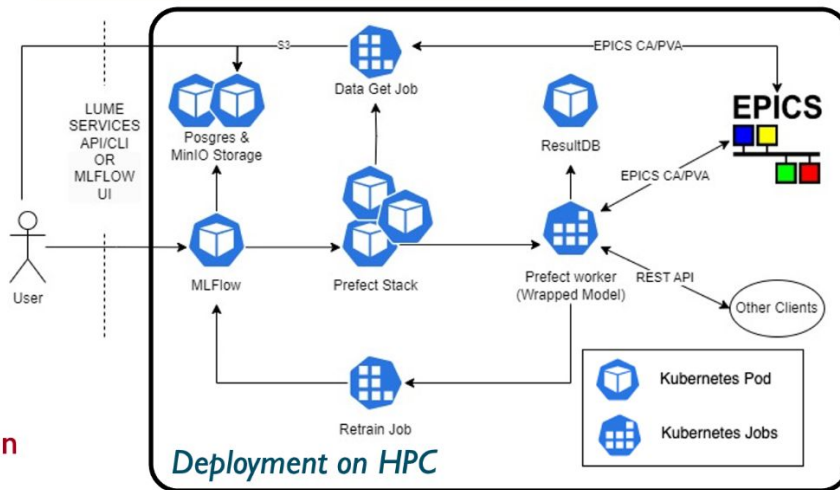 S3
EPICS CA/PVA
Data Get Job
LUME
SERVICES
API/CLI
OR
MLFLOW
UI
Posgres &
MinIO Storage
ResultDB
EPICS
EPICS CA/PVA
User
MLFlow
Prefect Stack
Prefect worker
(Wrapped Model)
REST API
Other Clients
Retrain Job
Kubernetes Pod
Kubernetes Jobs
n
Deployment on HPC